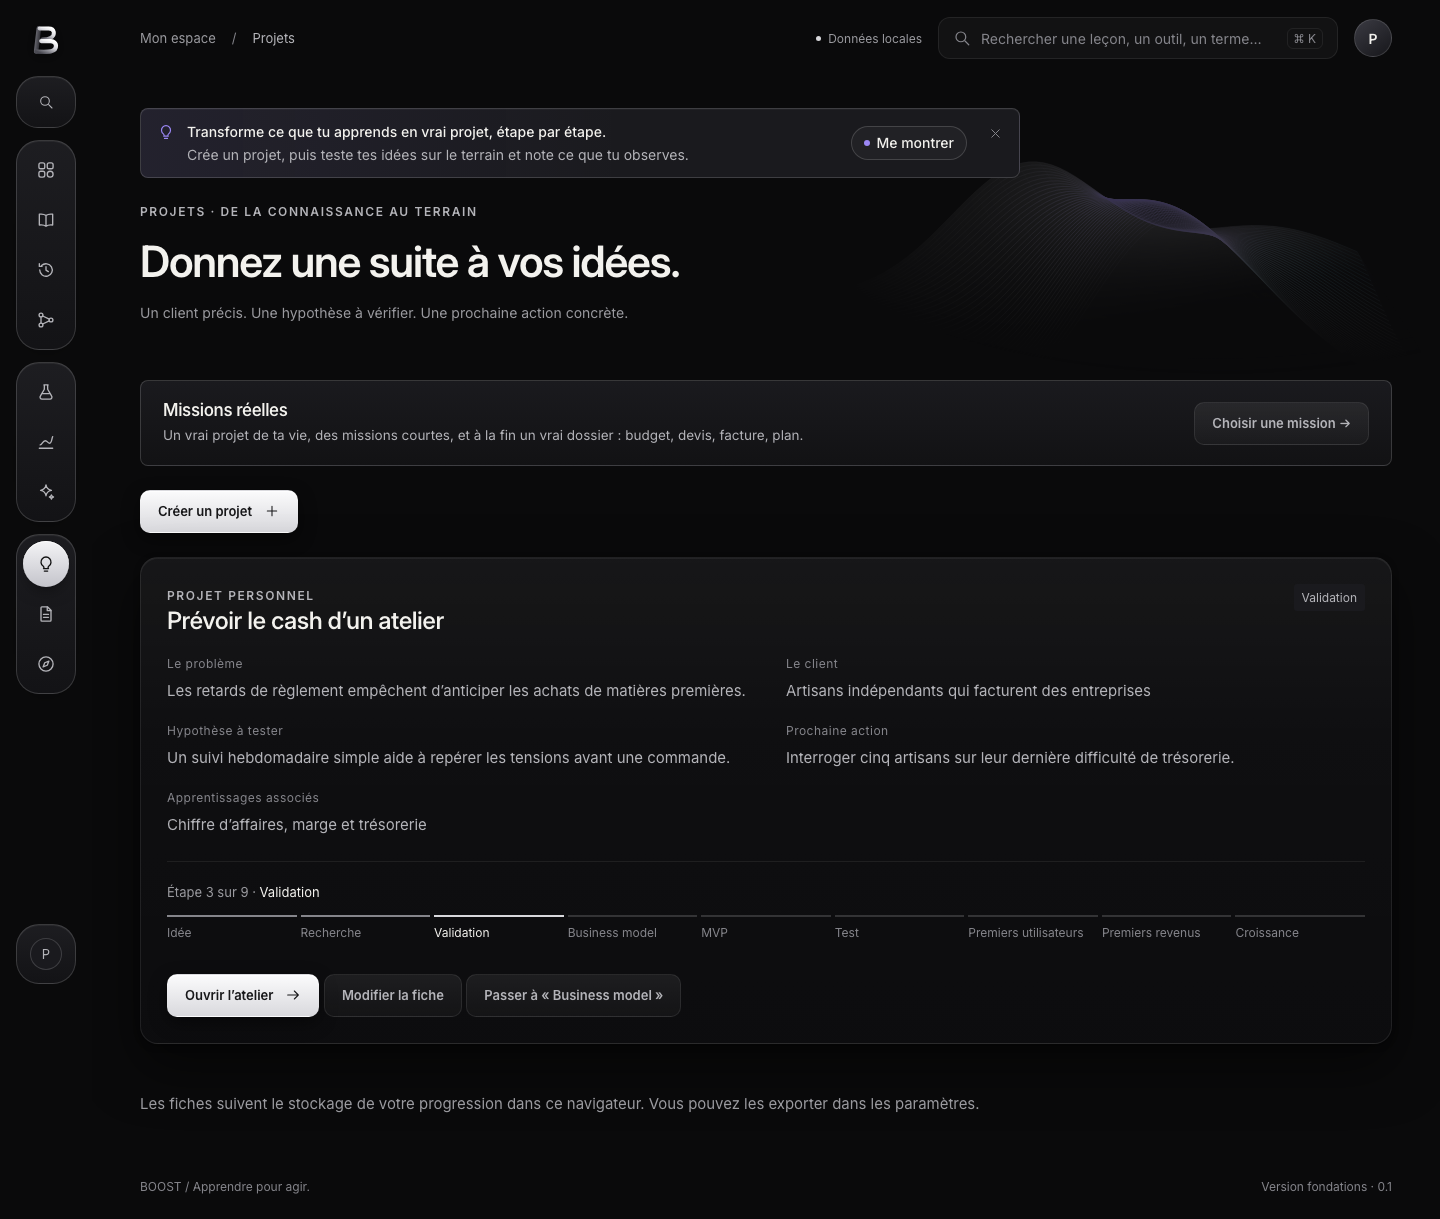 B
Mon espace / Projets
Données locales
Rechercher une leçon, un outil, un terme...
⌘ K
P
Transforme ce que tu apprends en vrai projet, étape par étape.
Crée un projet, puis teste tes idées sur le terrain et note ce que tu observes.
Me montrer
PROJETS · DE LA CONNAISSANCE AU TERRAIN
Donnez une suite à vos idées.
Un client précis. Une hypothèse à vérifier. Une prochaine action concrète.
Missions réelles
Un vrai projet de ta vie, des missions courtes, et à la fin un vrai dossier : budget, devis, facture, plan.
Choisir une mission →
Créer un projet +
PROJET PERSONNEL
Prévoir le cash d’un atelier
Validation
Le problème
Les retards de règlement empêchent d’anticiper les achats de matières premières.
Le client
Artisans indépendants qui facturent des entreprises
Hypothèse à tester
Un suivi hebdomadaire simple aide à repérer les tensions avant une commande.
Prochaine action
Interroger cinq artisans sur leur dernière difficulté de trésorerie.
Apprentissages associés
Chiffre d’affaires, marge et trésorerie
Étape 3 sur 9 · Validation
Idée
Recherche
Validation
Business model
MVP
Test
Premiers utilisateurs
Premiers revenus
Croissance
P
Ouvrir l’atelier →
Modifier la fiche
Passer à « Business model »
Les fiches suivent le stockage de votre progression dans ce navigateur. Vous pouvez les exporter dans les paramètres.
BOOST / Apprendre pour agir.
Version fondations · 0.1